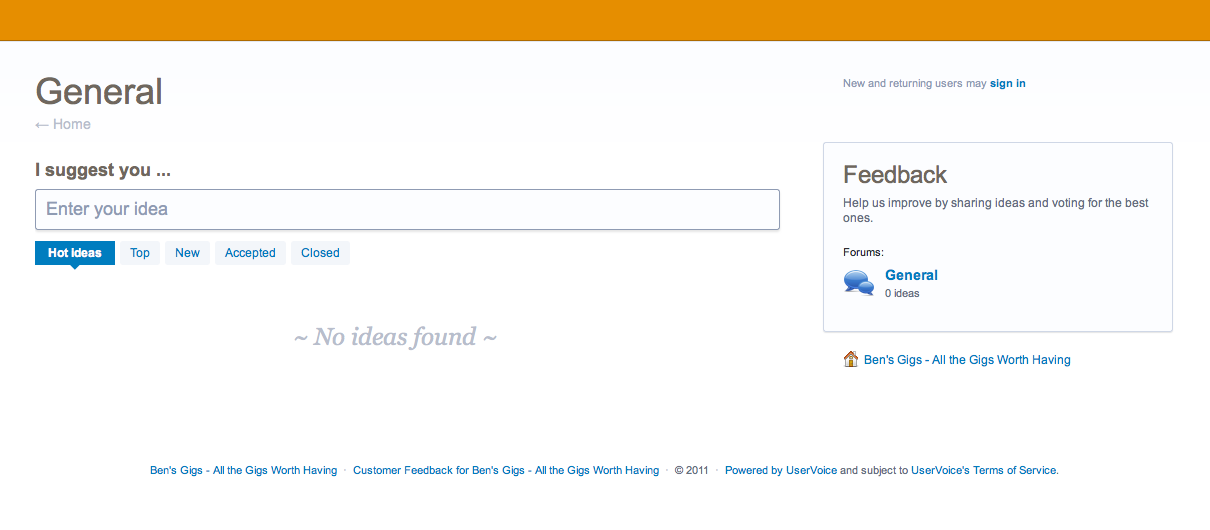 General
← Home
New and returning users may sign in
I suggest you ...
Enter your idea
Hot Ideas Top New Accepted Closed
~ No ideas found ~
Feedback
Help us improve by sharing ideas and voting for the best
ones.
Forums:
General
0 ideas
Ben's Gigs - All the Gigs Worth Having
Ben's Gigs - All the Gigs Worth Having · Customer Feedback for Ben's Gigs - All the Gigs Worth Having · © 2011 · Powered by UserVoice and subject to UserVoice's Terms of Service.